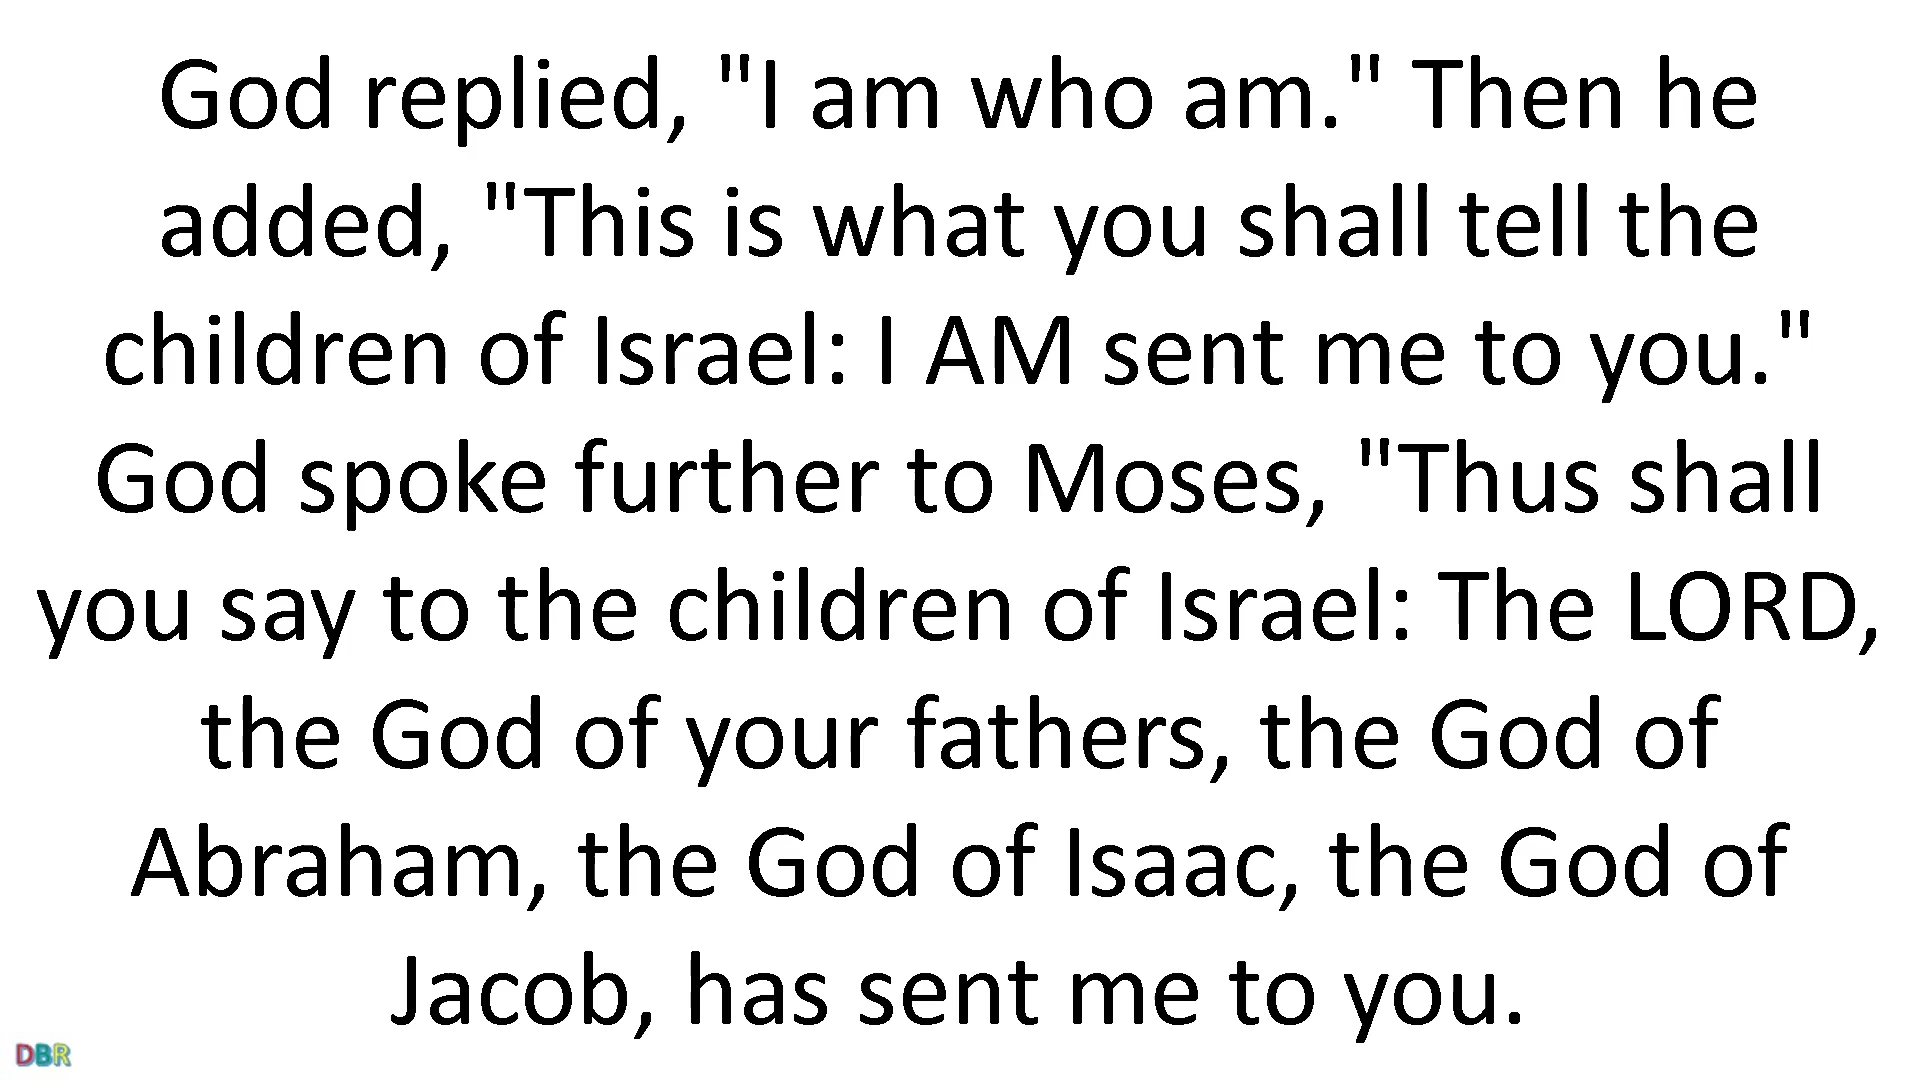 God replied, "I am who am." Then he
added, "This is what you shall tell the
children of Israel: I AM sent me to you."
God spoke further to Moses, "Thus shall
you say to the children of Israel: The LORD,
the God of your fathers, the God of
Abraham, the God of Isaac, the God of
Jacob, has sent me to you.
DBR